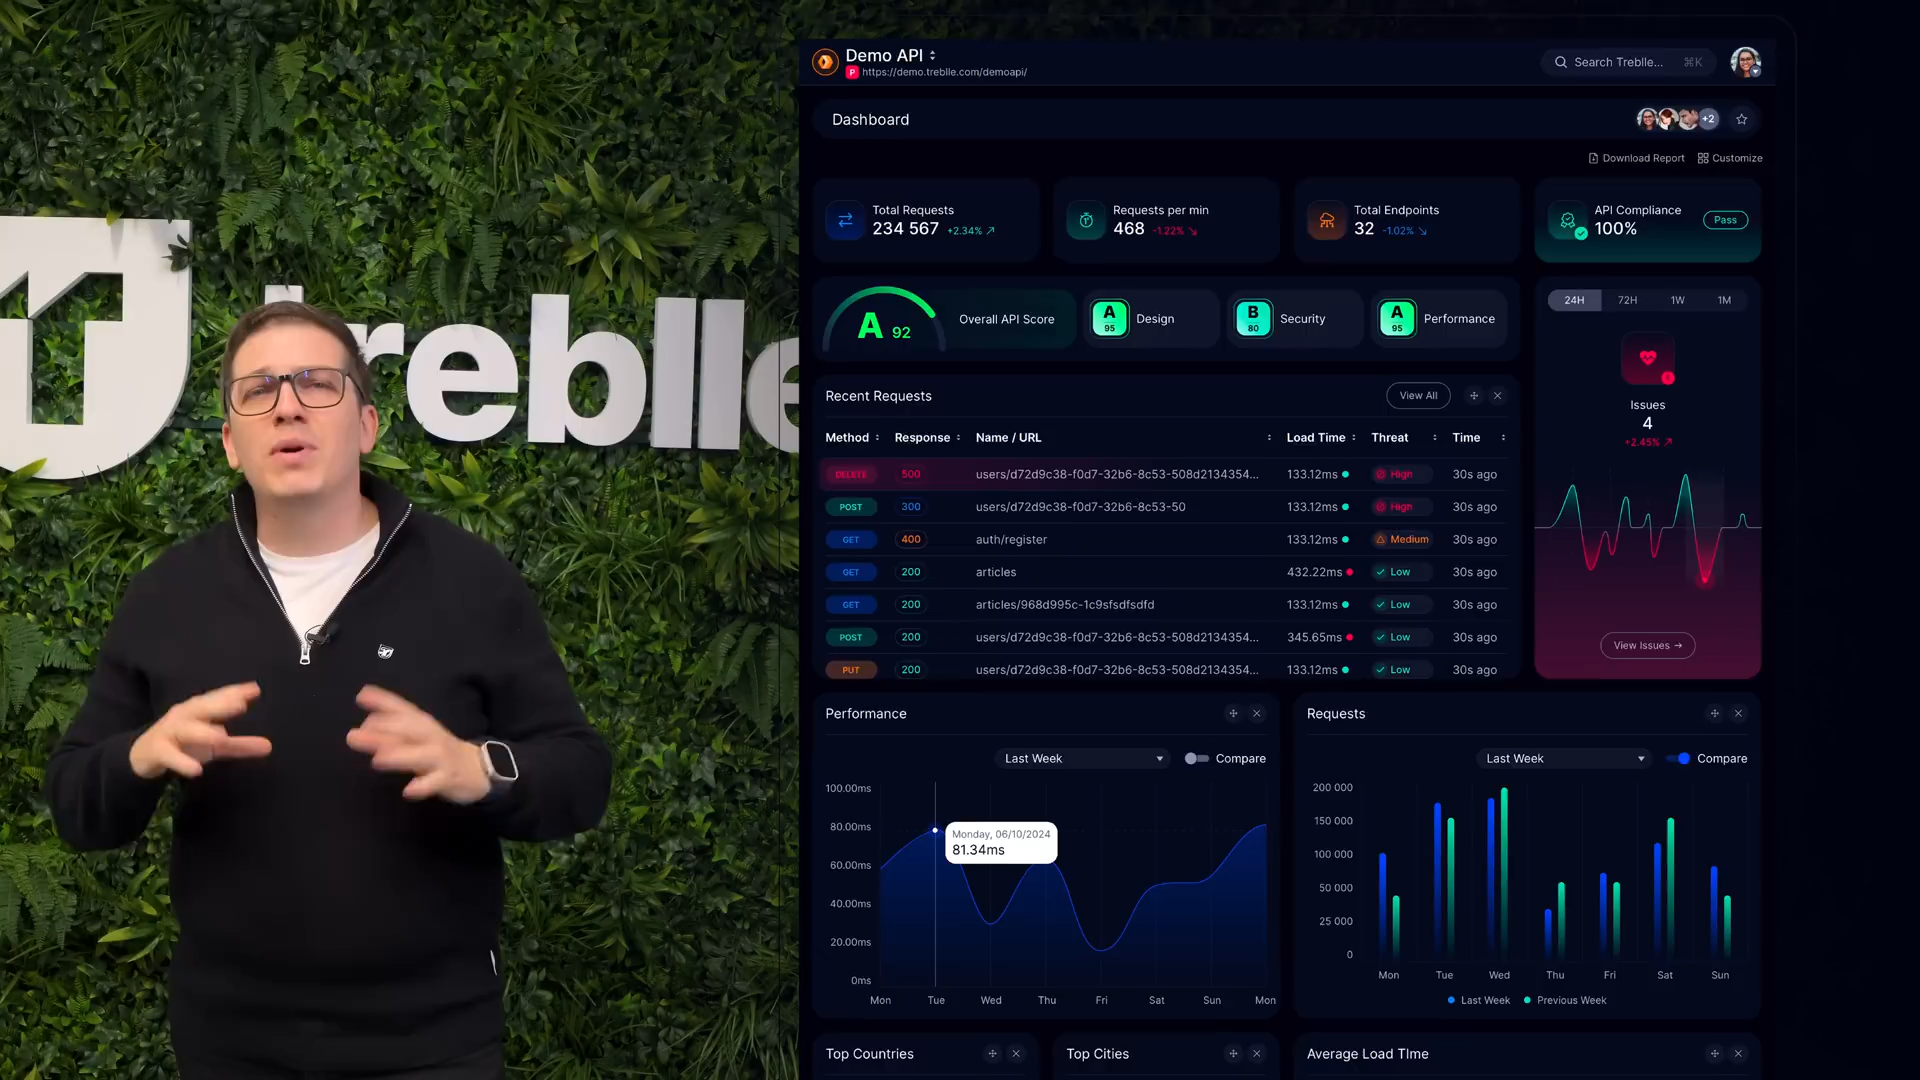 treblle
Demo API
P https://demo.treblle.com/demoapi/
Search Treblle... ⌘K
Dashboard
+2
Download Report
Customize
Total Requests
234 567 +2.34%
Requests per min
468 -1.22%
Total Endpoints
32 -1.02%
API Compliance
100%
Pass
A 92
Overall API Score
A
95
Design
B
80
Security
A
95
Performance
24H 72H 1W 1M
Issues
4
+2.45%
View Issues →
Recent Requests
View All
Method Response Name / URL Load Time Threat Time
DELETE 500 users/d72d9c38-f0d7-32b6-8c53-508d2134354... 133.12ms High 30s ago
POST 300 users/d72d9c38-f0d7-32b6-8c53-50 133.12ms High 30s ago
GET 400 auth/register 133.12ms Medium 30s ago
GET 200 articles 432.22ms Low 30s ago
GET 200 articles/968d995c-1c9sfsdfsdfd 133.12ms Low 30s ago
POST 200 users/d72d9c38-f0d7-32b6-8c53-508d2134354... 345.65ms Low 30s ago
PUT 200 users/d72d9c38-f0d7-32b6-8c53-508d2134354... 133.12ms Low 30s ago
Performance
Last Week
Compare
100.00ms
80.00ms
60.00ms
40.00ms
20.00ms
0ms
Monday, 06/10/2024
81.34ms
Mon Tue Wed Thu Fri Sat Sun Mon
Requests
Last Week
Compare
200 000
150 000
100 000
50 000
25 000
0
Mon Tue Wed Thu Fri Sat Sun
Last Week Previous Week
Top Countries
Top Cities
Average Load TIme